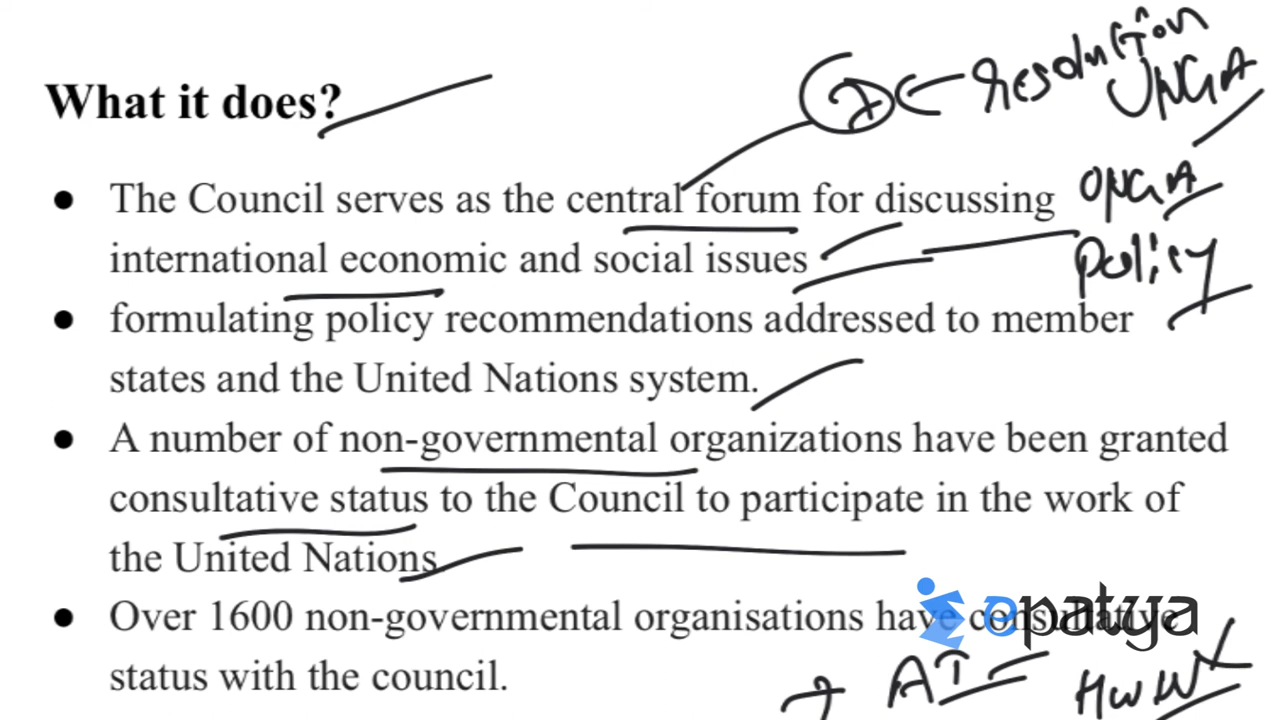 resolution
UNGA
What it does?
● The Council serves as the central forum for discussing
UNGA
international economic and social issues
policy
● formulating policy recommendations addressed to member
states and the United Nations system.
● A number of non-governmental organizations have been granted
consultative status to the Council to participate in the work of
the United Nations
● Over 1600 non-governmental organisations have consultative
epatya
status with the council.